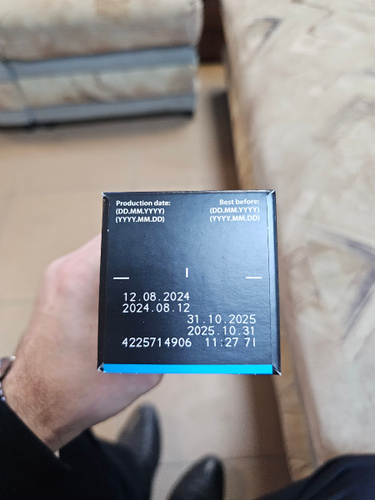 Production date: Best before:
(DD.MM.YYYY) (DD.MM.YYYY)
(YYYY.MM.DD) (YYYY.MM.DD)
12.08.2024
2024.08.12
31.10.2025
2025.10.31
4225714906 11:27 71